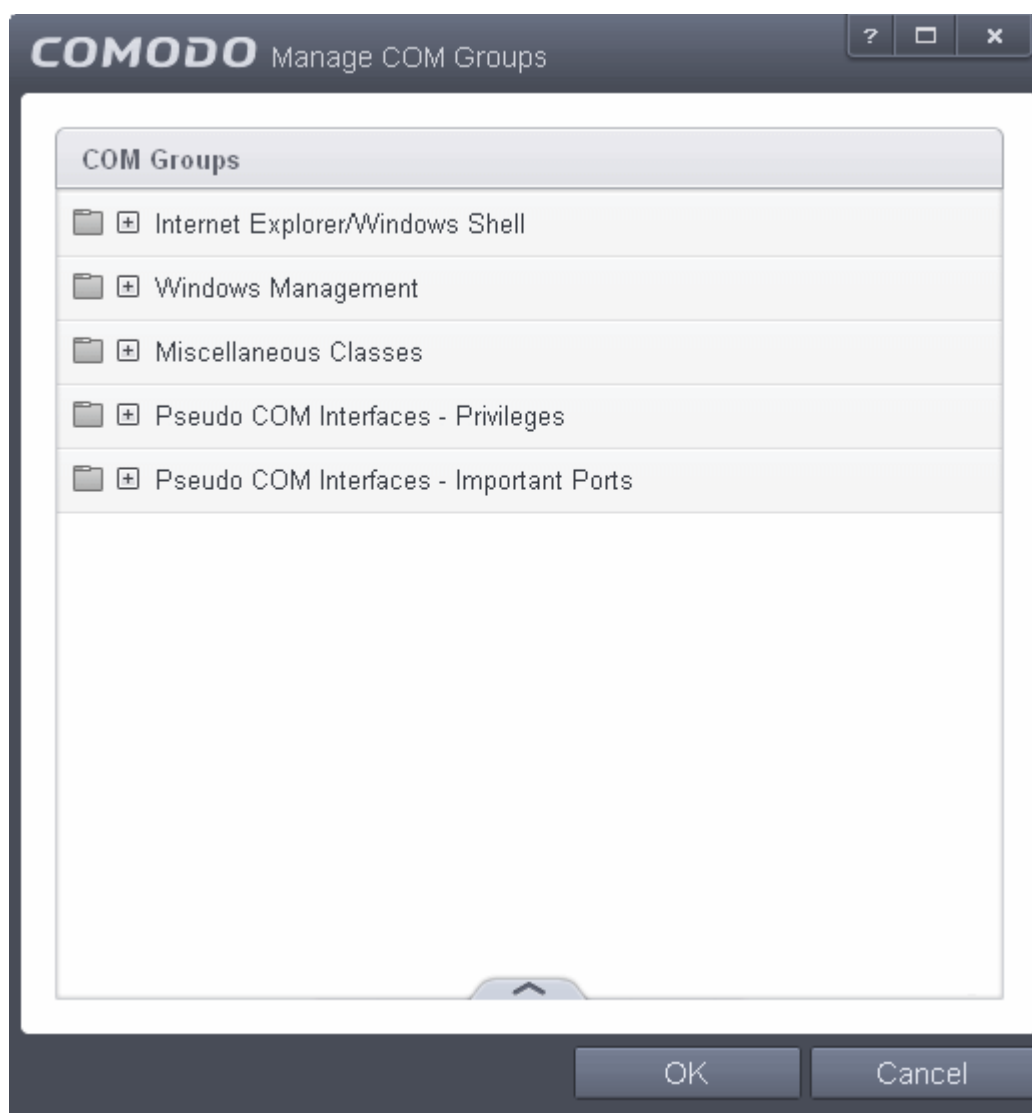 COMODO Manage COM Groups
?
COM Groups
Internet Explorer/Windows Shell
Windows Management
Miscellaneous Classes
Pseudo COM Interfaces - Privileges
Pseudo COM Interfaces - Important Ports
OK
Cancel